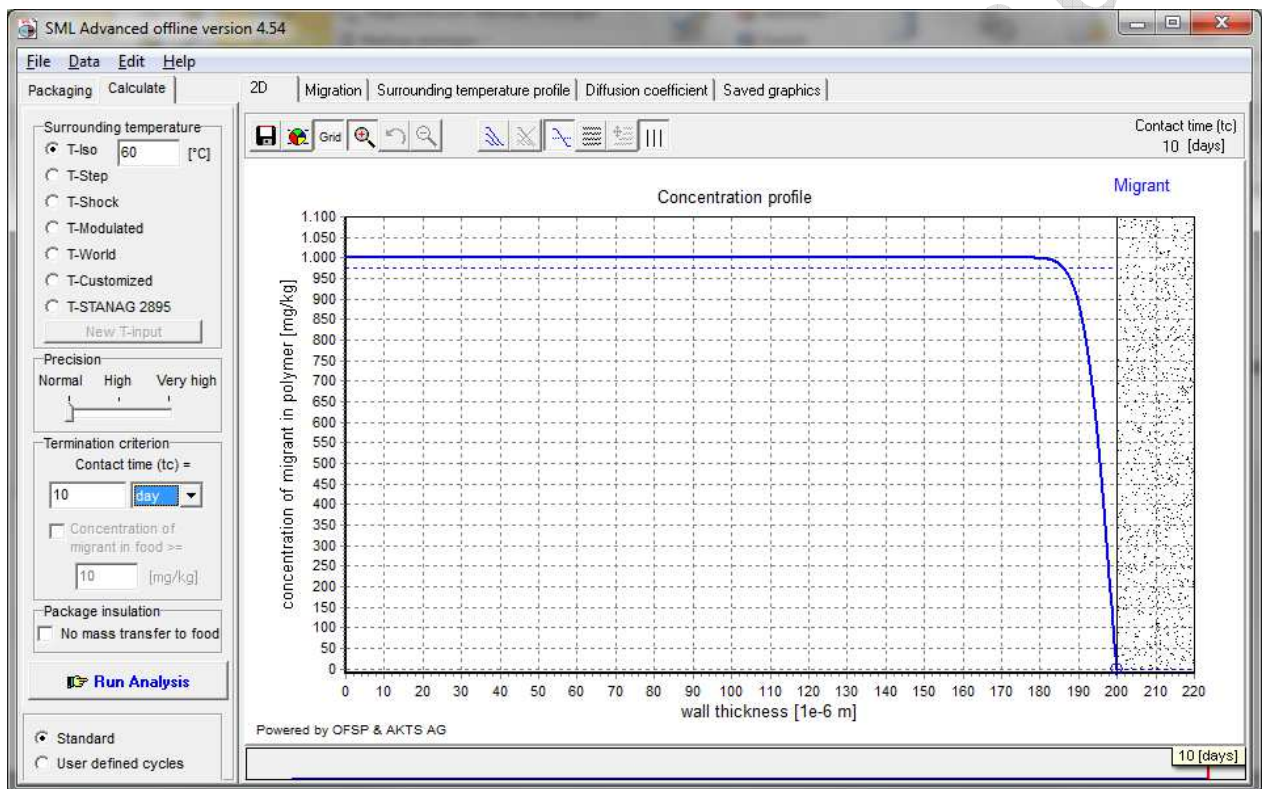 SML Advanced offline version 4.54
File Data Edit Help
Packaging Calculate
2D Migration Surrounding temperature profile Diffusion coefficient Saved graphics
Surrounding temperature
T-Iso 60 [°C]
T-Step
T-Shock
T-Modulated
T-World
T-Customized
T-STANAG 2895
New T-input
Precision
Normal High Very high
Termination criterion
Contact time (tc) =
10 day
Concentration of
migrant in food >=
10 [mg/kg]
Package insulation
No mass transfer to food
Run Analysis
Standard
User defined cycles
Grid
Contact time (tc)
10 [days]
Migrant
Concentration profile
concentration of migrant in polymer [mg/kg]
1.100
1.050
1.000
950
900
850
800
750
700
650
600
550
500
450
400
350
300
250
200
150
100
50
0
0 10 20 30 40 50 60 70 80 90 100 110 120 130 140 150 160 170 180 190 200 210 220
wall thickness [1e-6 m]
Powered by OFSP & AKTS AG
10 [days]